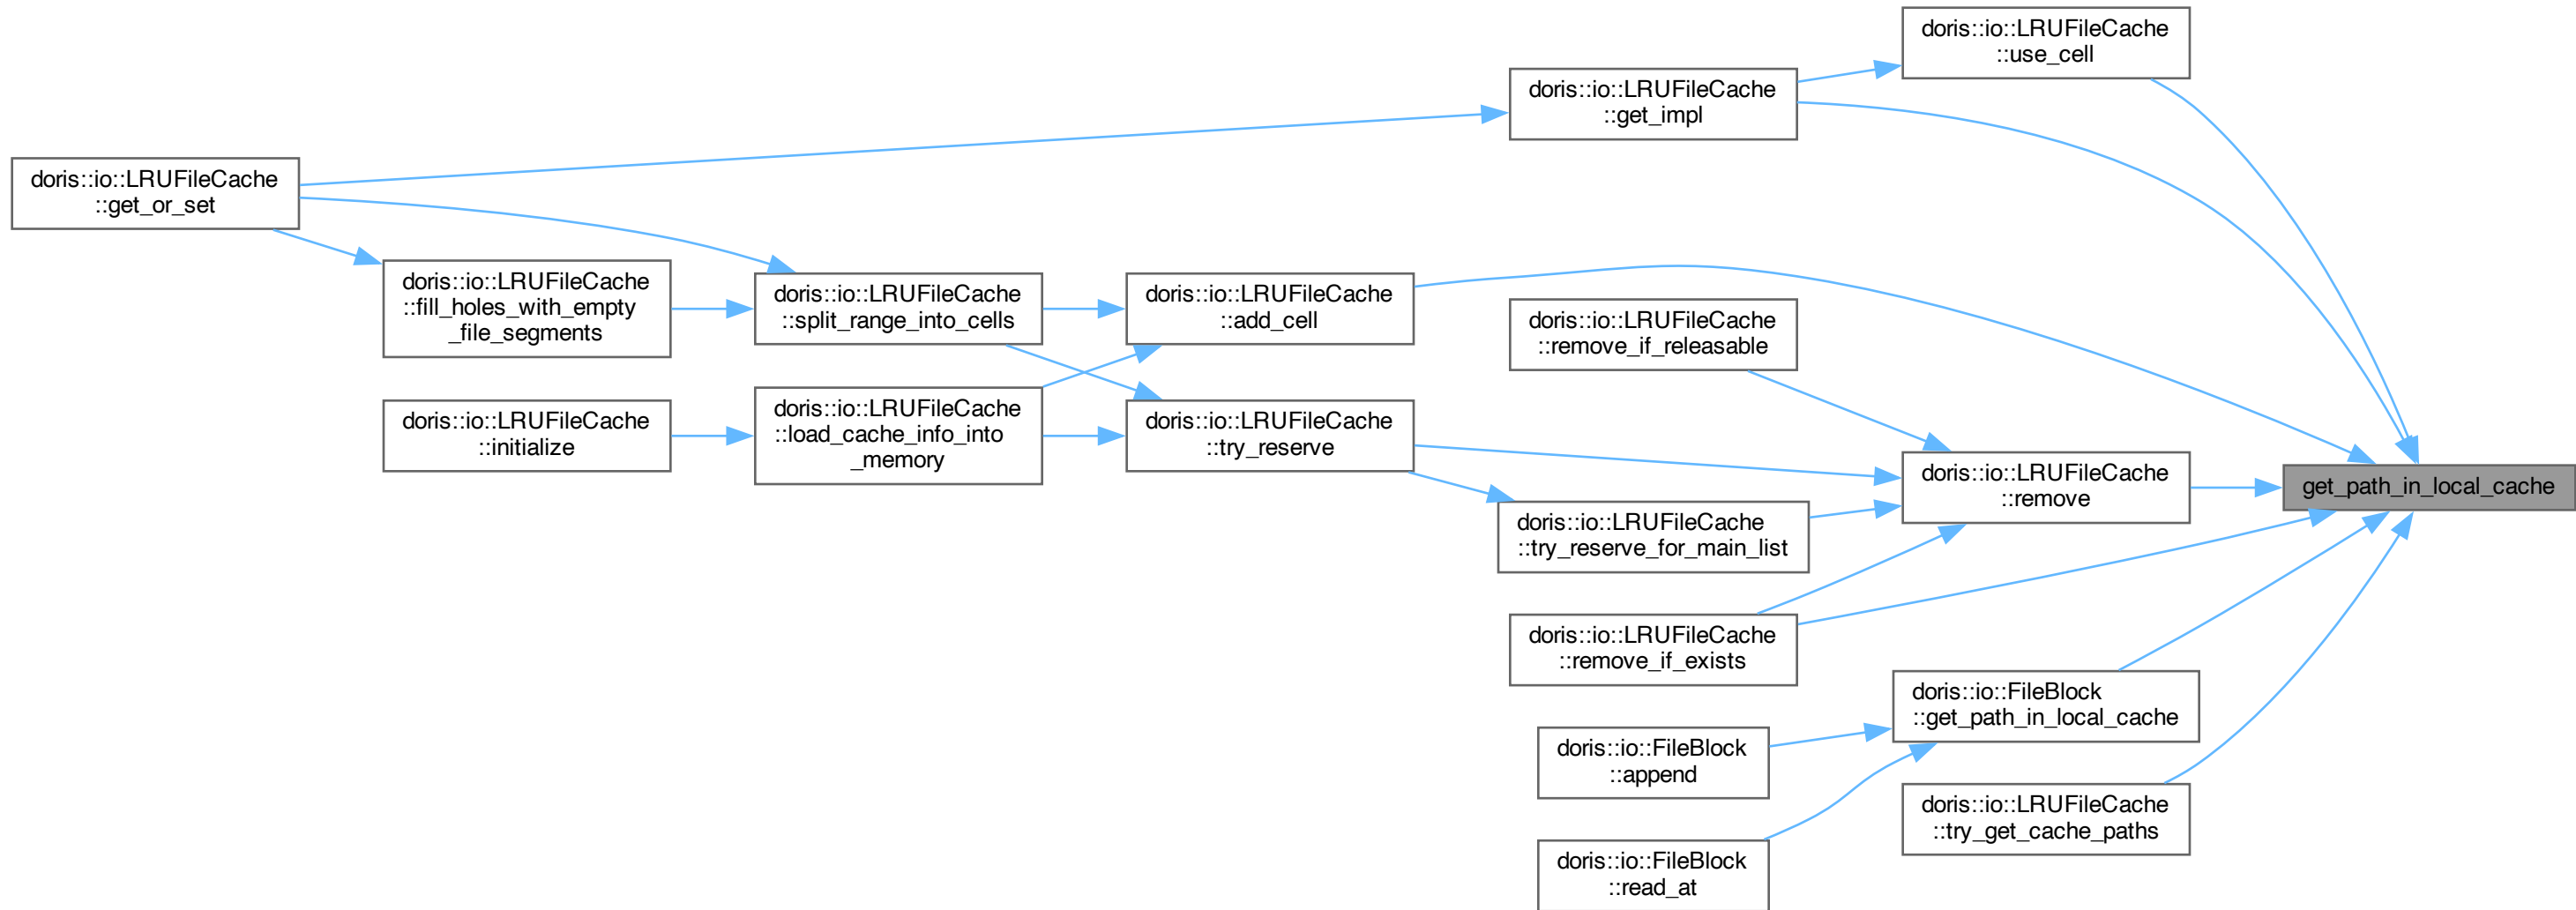 doris::io::LRUFileCache
::use_cell
doris::io::LRUFileCache
::get_impl
doris::io::LRUFileCache
::get_or_set
doris::io::LRUFileCache
::fill_holes_with_empty
_file_segments
doris::io::LRUFileCache
::split_range_into_cells
doris::io::LRUFileCache
::add_cell
doris::io::LRUFileCache
::remove_if_releasable
doris::io::LRUFileCache
::initialize
doris::io::LRUFileCache
::load_cache_info_into
_memory
doris::io::LRUFileCache
::try_reserve
doris::io::LRUFileCache
::remove
get_path_in_local_cache
doris::io::LRUFileCache
::try_reserve_for_main_list
doris::io::LRUFileCache
::remove_if_exists
doris::io::FileBlock
::get_path_in_local_cache
doris::io::FileBlock
::append
doris::io::LRUFileCache
::try_get_cache_paths
doris::io::FileBlock
::read_at